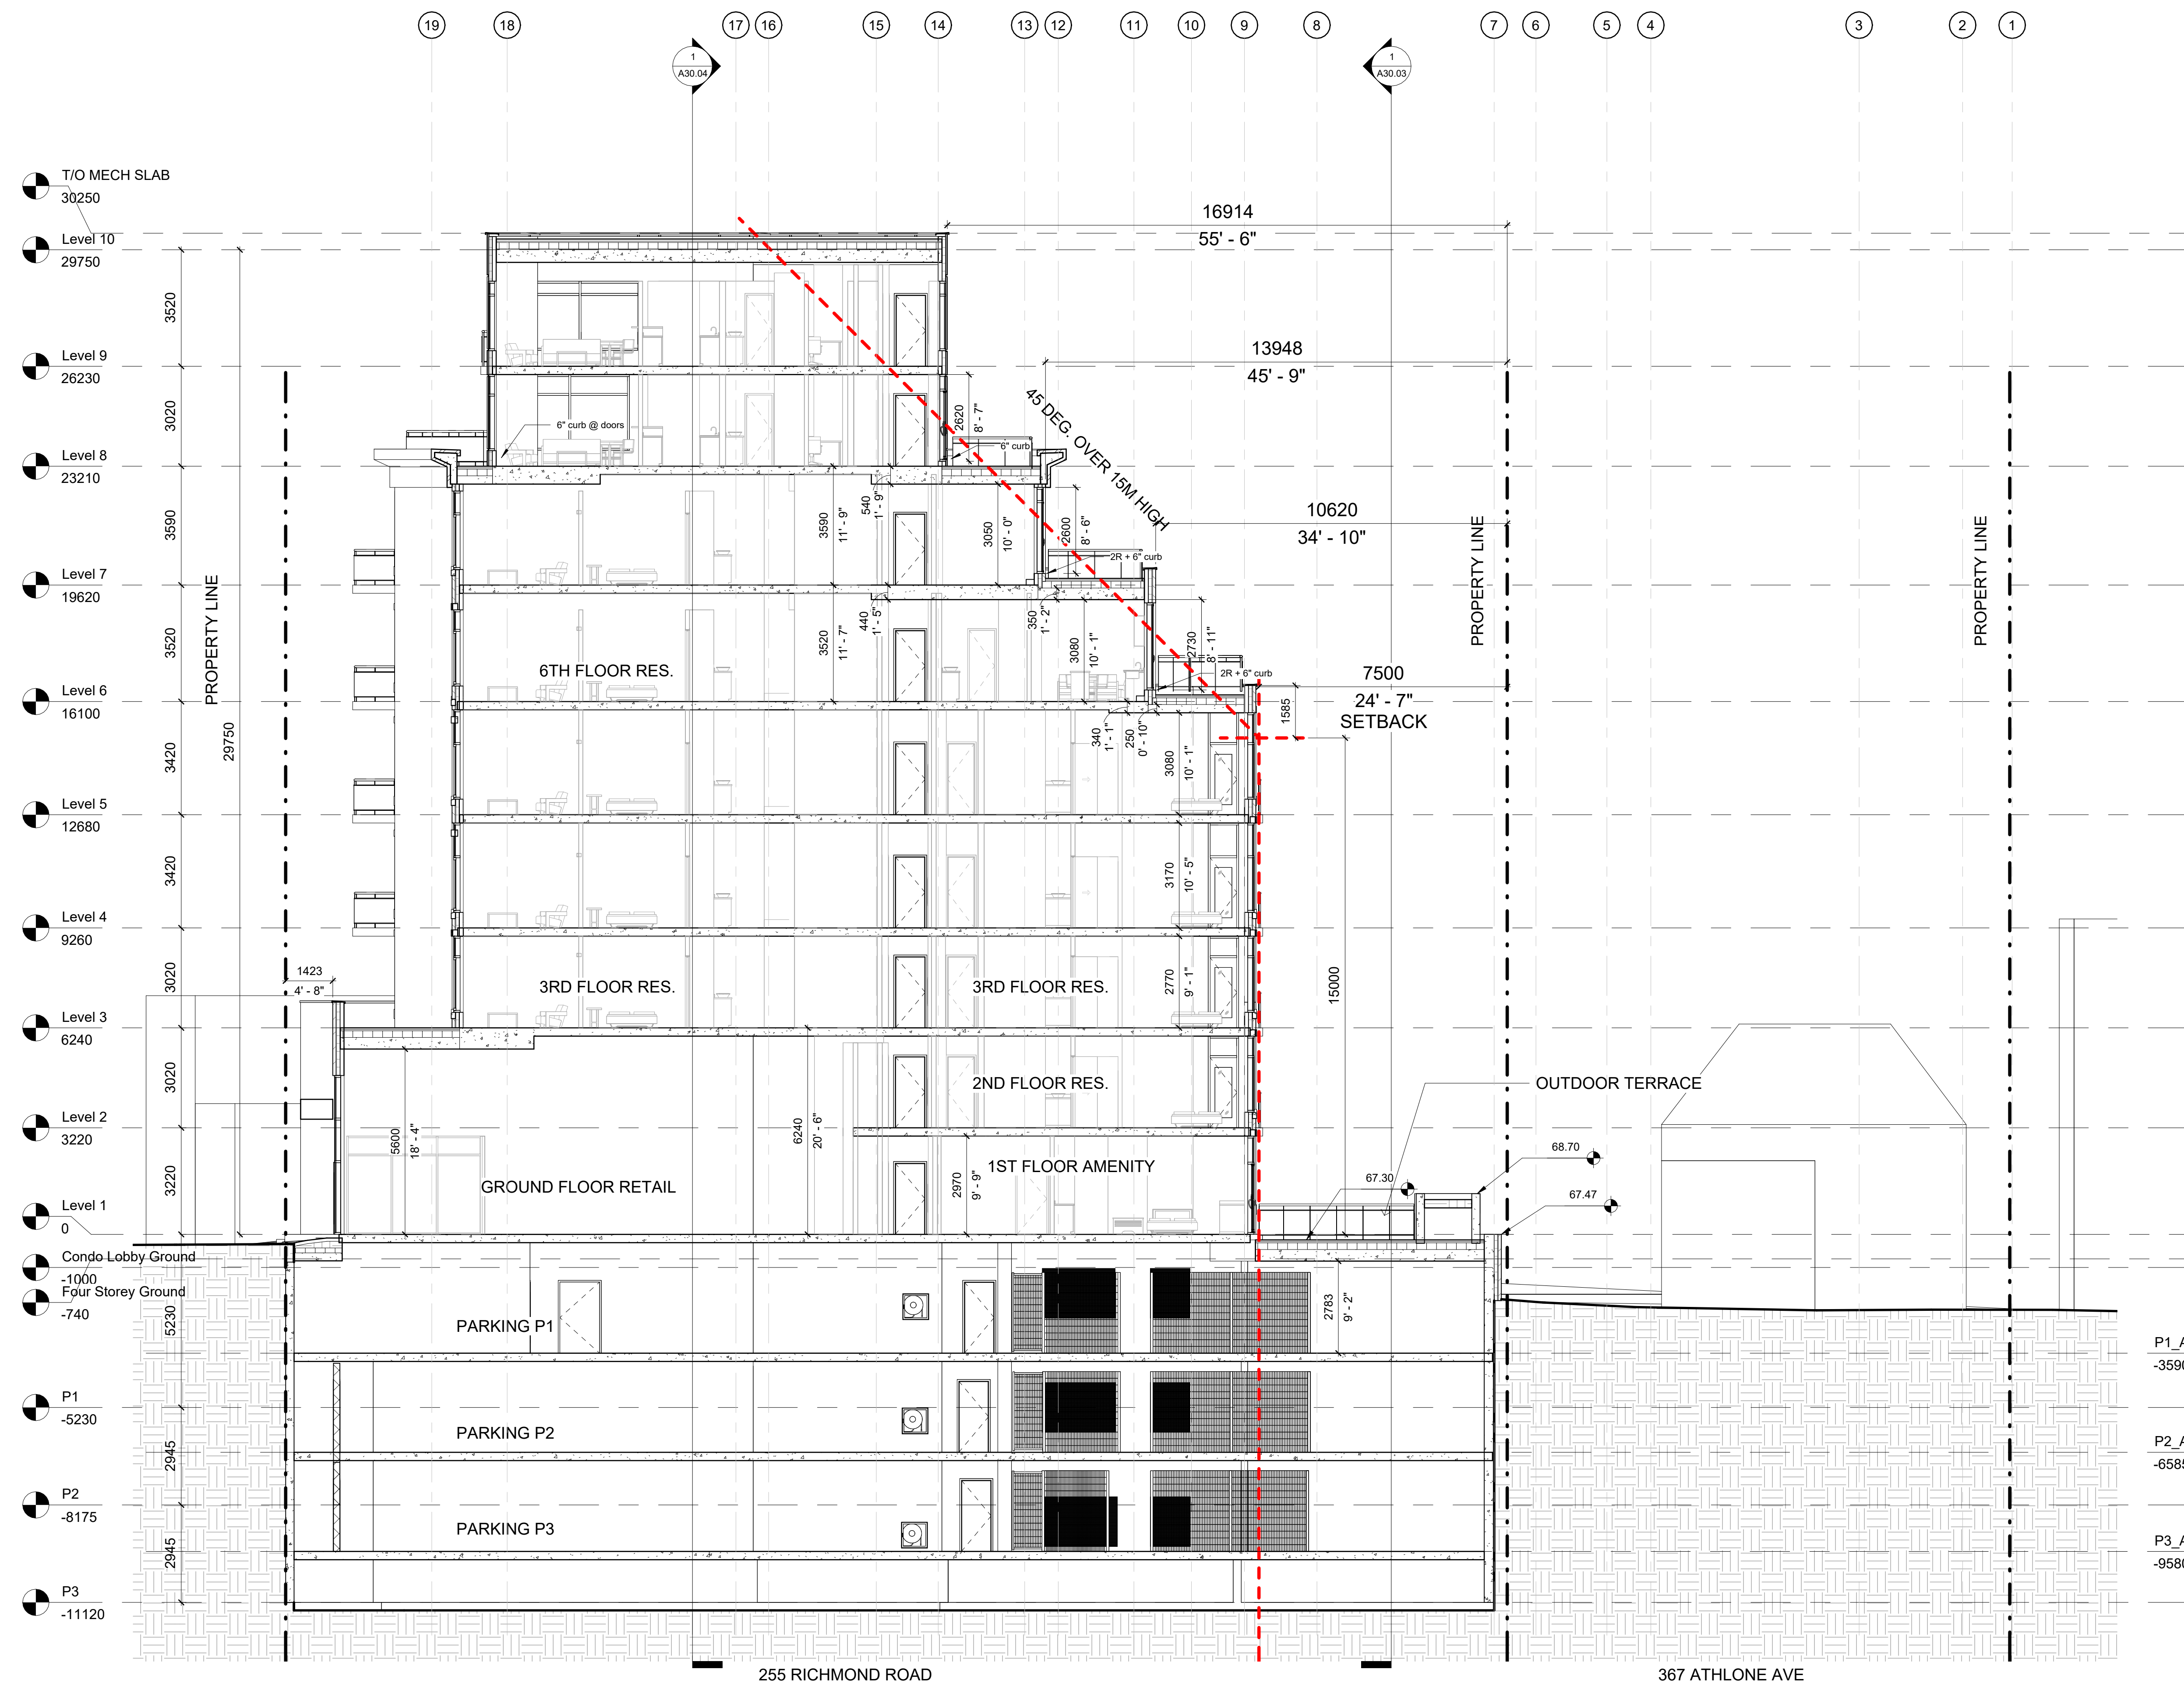 19
18
17
16
15
14
13
12
11
10
9
8
7
6
5
4
3
2
1
1
A30.04
1
A30.03
T/O MECH SLAB
30250
Level 10
29750
Level 9
26230
Level 8
23210
Level 7
19620
Level 6
16100
Level 5
12680
Level 4
9260
Level 3
6240
Level 2
3220
Level 1
0
Condo Lobby Ground
-1000
Four Storey Ground
-740
P1
-5230
P2
-8175
P3
-11120
3520
3020
3590
3520
3420
3420
3020
3020
3220
5230
2945
2945
29750
PROPERTY LINE
1423
4' - 8"
16914
55' - 6"
13948
45' - 9"
10620
34' - 10"
7500
24' - 7"
SETBACK
45 DEG. OVER 15M HIGH
PROPERTY LINE
PROPERTY LINE
6" curb @ doors
2620
8' - 7"
6" curb
3590
11' - 9"
540
1' - 9"
3050
10' - 0"
2600
8' - 6"
2R + 6" curb
3520
11' - 7"
440
1' - 5"
350
1' - 2"
3080
10' - 1"
2730
8' - 11"
2R + 6" curb
6TH FLOOR RES.
340
1' - 1"
250
0' - 10"
3080
10' - 1"
1585
15000
3170
10' - 5"
2770
9' - 1"
3RD FLOOR RES.
3RD FLOOR RES.
2ND FLOOR RES.
5600
18' - 4"
6240
20' - 6"
2970
9' - 9"
1ST FLOOR AMENITY
GROUND FLOOR RETAIL
OUTDOOR TERRACE
68.70
67.30
67.47
2783
9' - 2"
PARKING P1
PARKING P2
PARKING P3
P1_A
-3590
P2_A
-6585
P3_A
-9580
255 RICHMOND ROAD
367 ATHLONE AVE